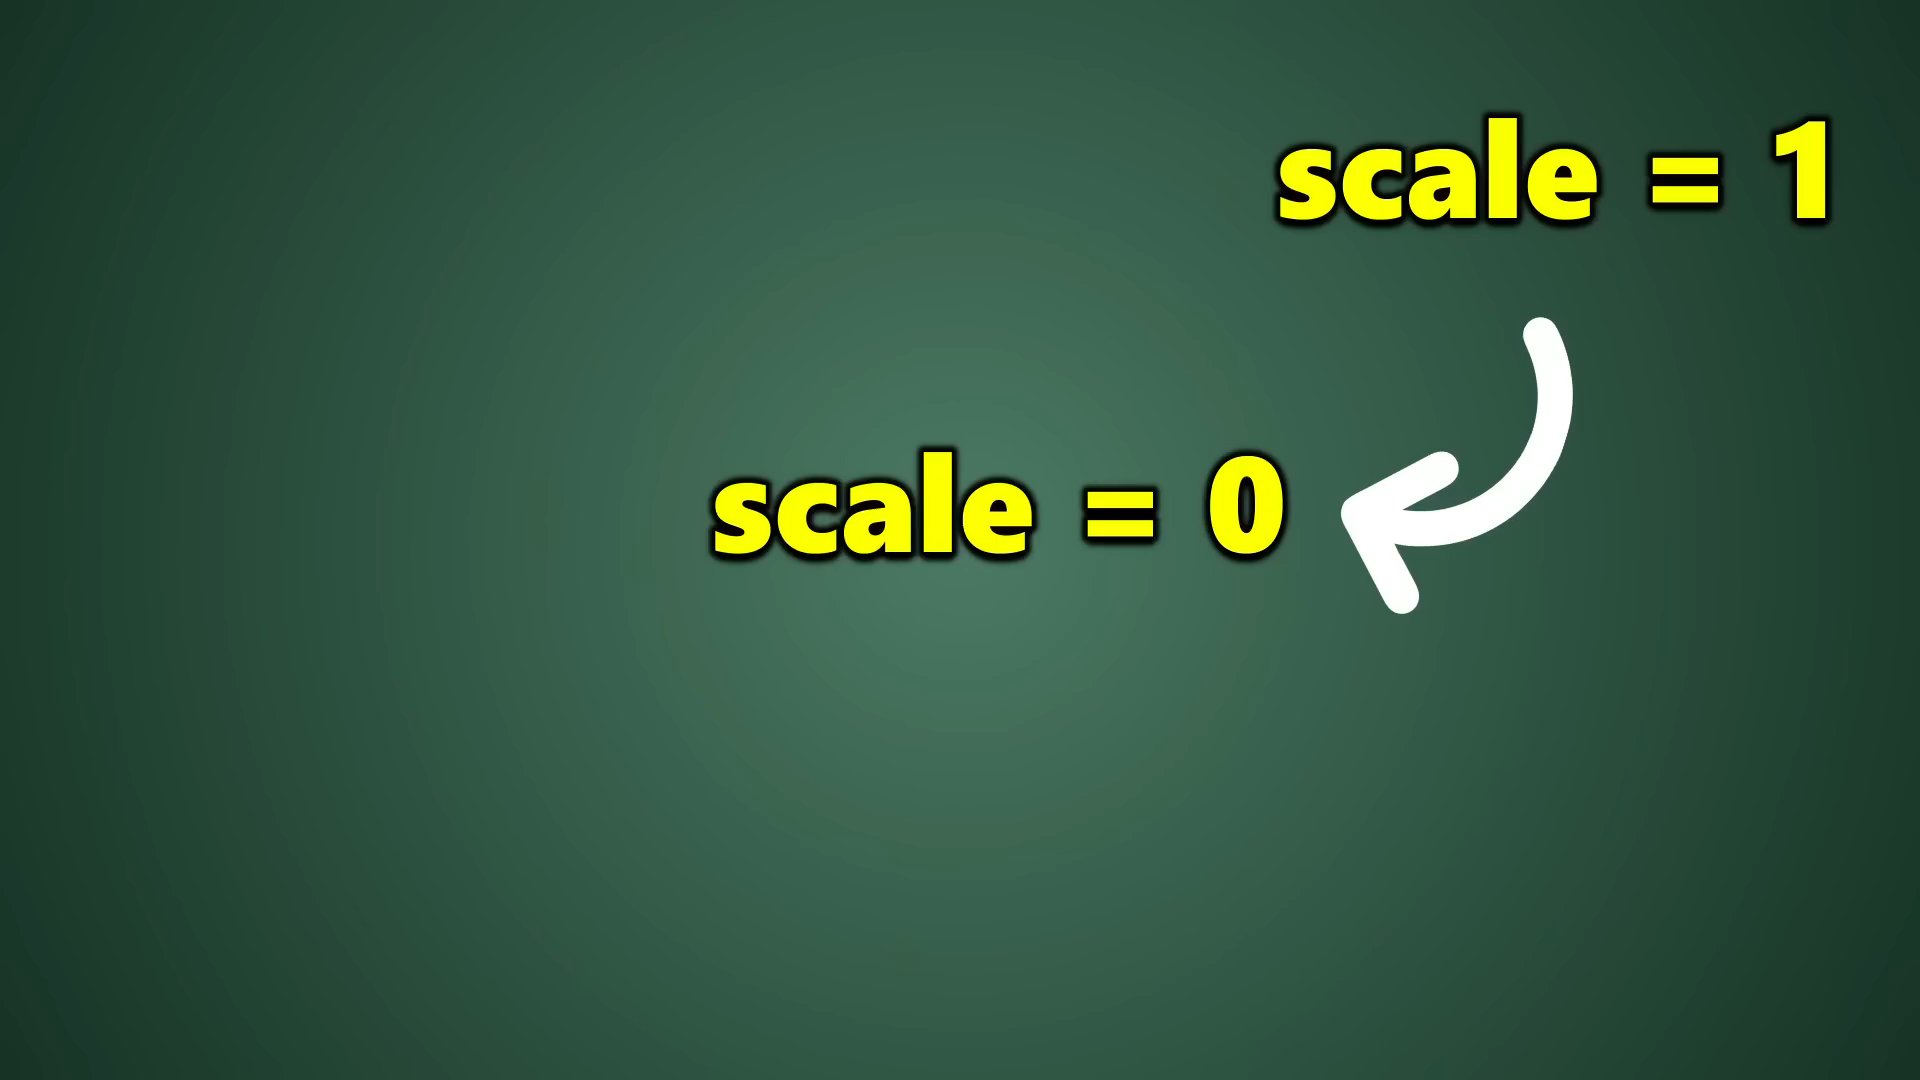 scale = 1
scale = 0